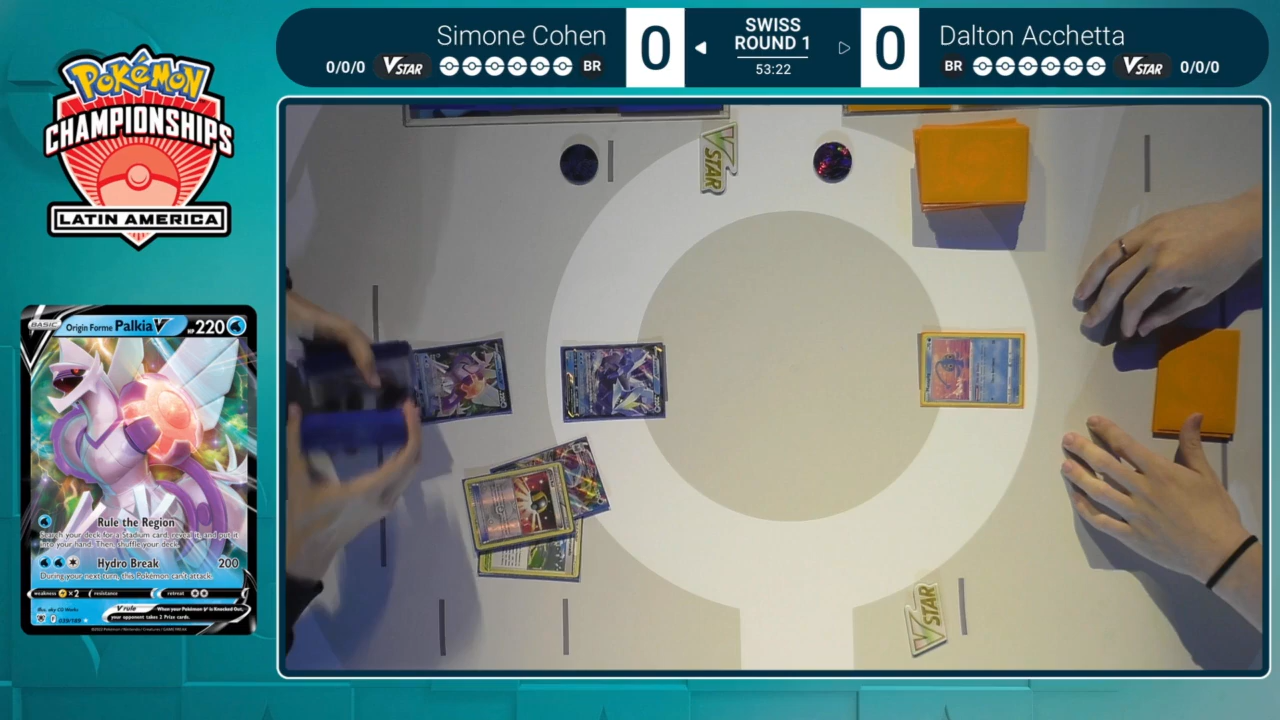 Simone Cohen
0
SWISS
ROUND 1
53:22
0
Dalton Acchetta
0/0/0
VSTAR
BR
BR
VSTAR
0/0/0
Pokémon
CHAMPIONSHIPS
LATIN AMERICA
VSTAR
VSTAR
BASIC
Origin Forme Palkia V
HP 220
Rule the Region
Search your deck for a Stadium card, reveal it, and put it
into your hand. Then, shuffle your deck.
Hydro Break 200
During your next turn, this Pokémon can't attack.
weakness ×2 resistance retreat
V rule
When your Pokémon V is Knocked Out,
your opponent takes 2 Prize cards.
039/189